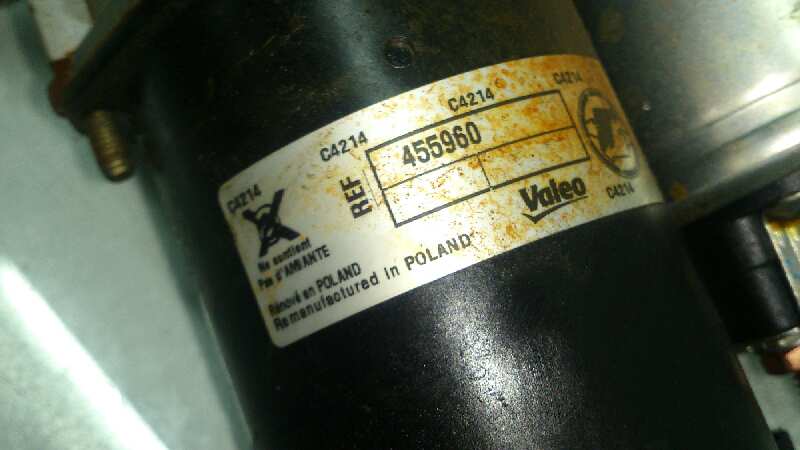 C4214
C4214
C4214
C4214
C4214
REF
455960
Valeo
Ne contient
Pas d'AMIANTE
Rénové en POLAND
Remanufactured in POLAND